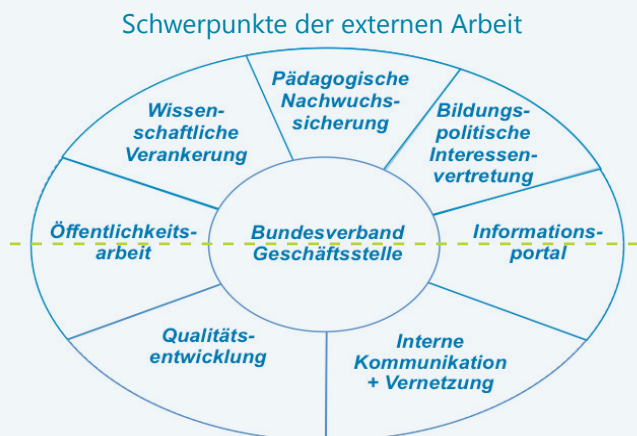 Schwerpunkte der externen Arbeit
Pädagogische
Nachwuchs-
sicherung
Wissen-
schaftliche
Verankerung
Bildungs-
politische
Interessen-
vertretung
Öffentlichkeits-
arbeit
Bundesverband
Geschäftsstelle
Informations-
portal
Qualitäts-
entwicklung
Interne
Kommunikation
+ Vernetzung